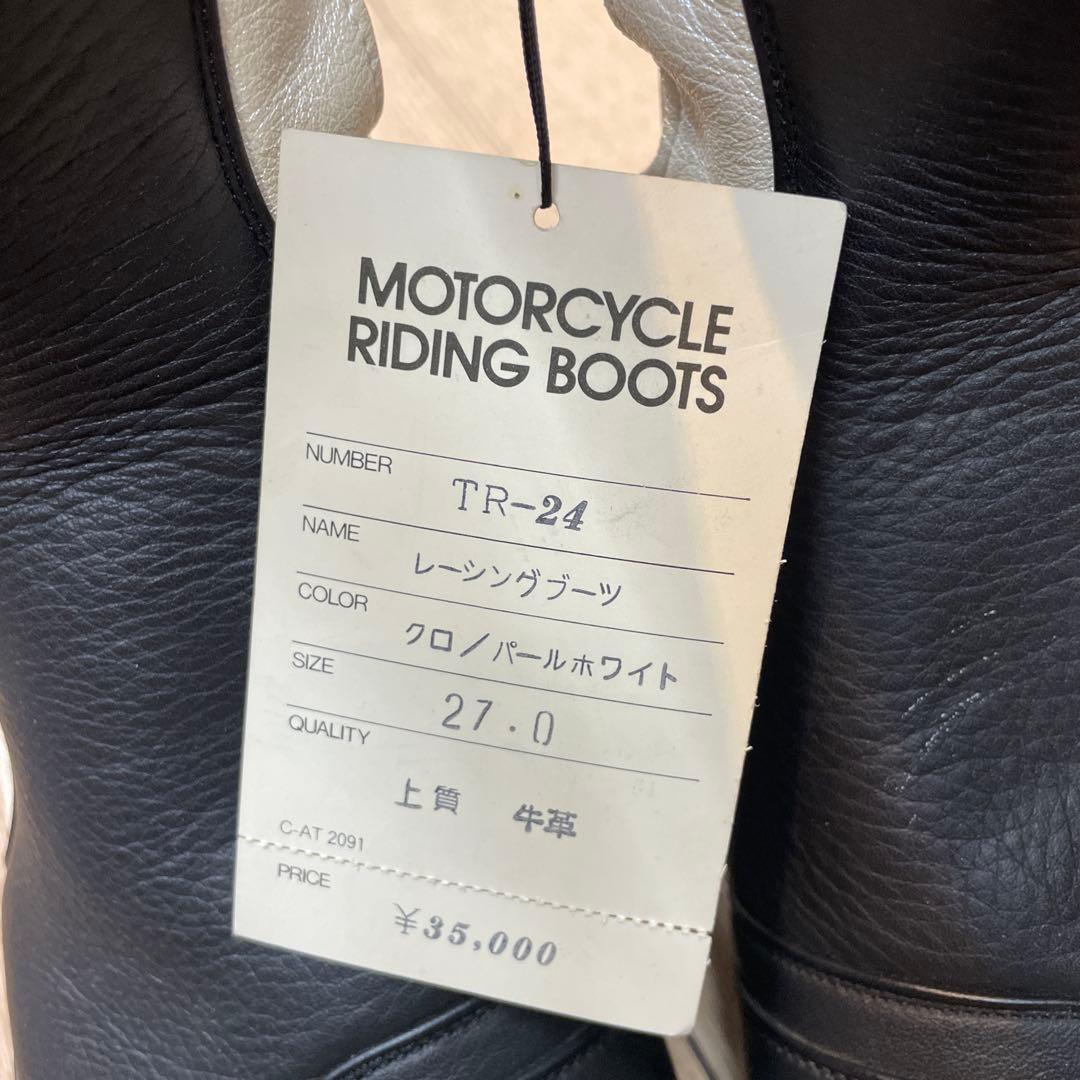 MOTORCYCLE
RIDING BOOTS
NUMBER
TR-24
NAME
レーシングブーツ
COLOR
クロ/パールホワイト
SIZE
27.0
QUALITY
上質 牛革
C-AT 2091
PRICE
¥35,000